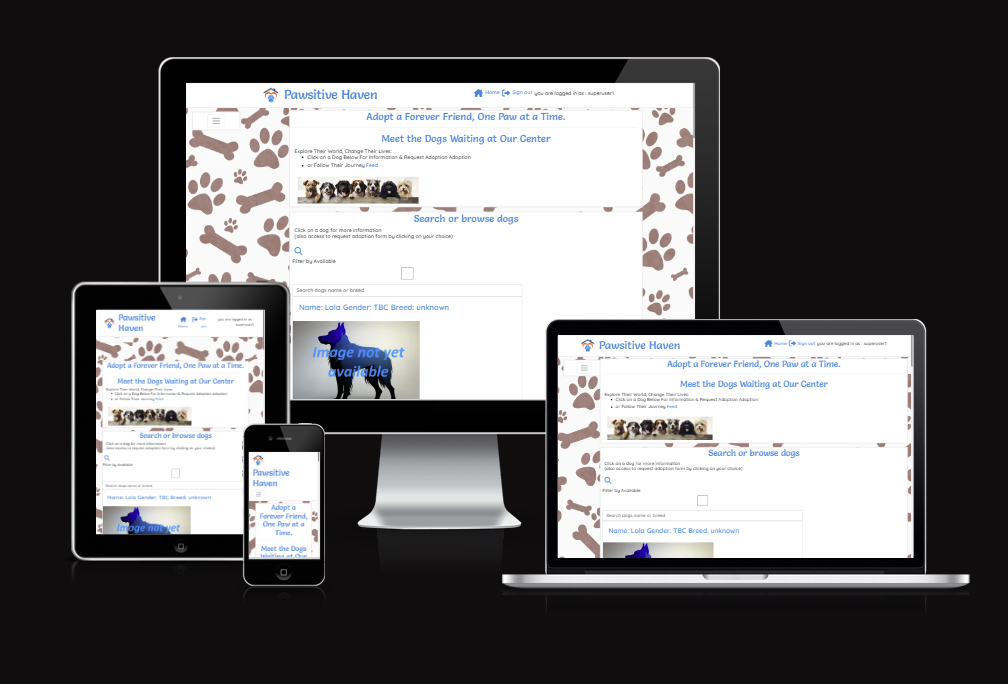 Pawsitive Haven
Home Sign out you are logged in as : superuser!
Adopt a Forever Friend, One Paw at a Time.
Meet the Dogs Waiting at Our Center
Explore Their World, Change Their Lives:
Click on a Dog Below For Information & Request Adoption Adoption
or Follow Their Journey Feed
Search or browse dogs
Click on a dog for more information
(also access to request adoption form by clicking on your choice)
Filter by Available
Search dogs name or breed
Name: Lola Gender: TBC Breed: unknown
Image not yet
available
Pawsitive
Haven
Home
Sign
out
you are logged in as :
superuser!
Adopt a Forever Friend, One Paw at a Time.
Meet the Dogs Waiting at Our Center
Explore Their World, Change Their Lives:
Click on a Dog Below For Information & Request Adoption Adoption
or Follow Their Journey Feed
Search or browse dogs
Click on a dog for more information
(also access to request adoption form by clicking on your choice)
Filter by Available
Search dogs name or breed
Name: Lola Gender: TBC Breed: unknown
Image not yet
Pawsitive
Haven
Adopt a
Forever Friend,
One Paw at a
Time.
Meet the Dogs
Waiting at Our
Pawsitive Haven
Home Sign out you are logged in as : superuser!
Adopt a Forever Friend, One Paw at a Time.
Meet the Dogs Waiting at Our Center
Explore Their World, Change Their Lives:
Click on a Dog Below For Information & Request Adoption Adoption
or Follow Their Journey Feed
Search or browse dogs
Click on a dog for more information
(also access to request adoption form by clicking on your choice)
Filter by Available
Search dogs name or breed
Name: Lola Gender: TBC Breed: unknown